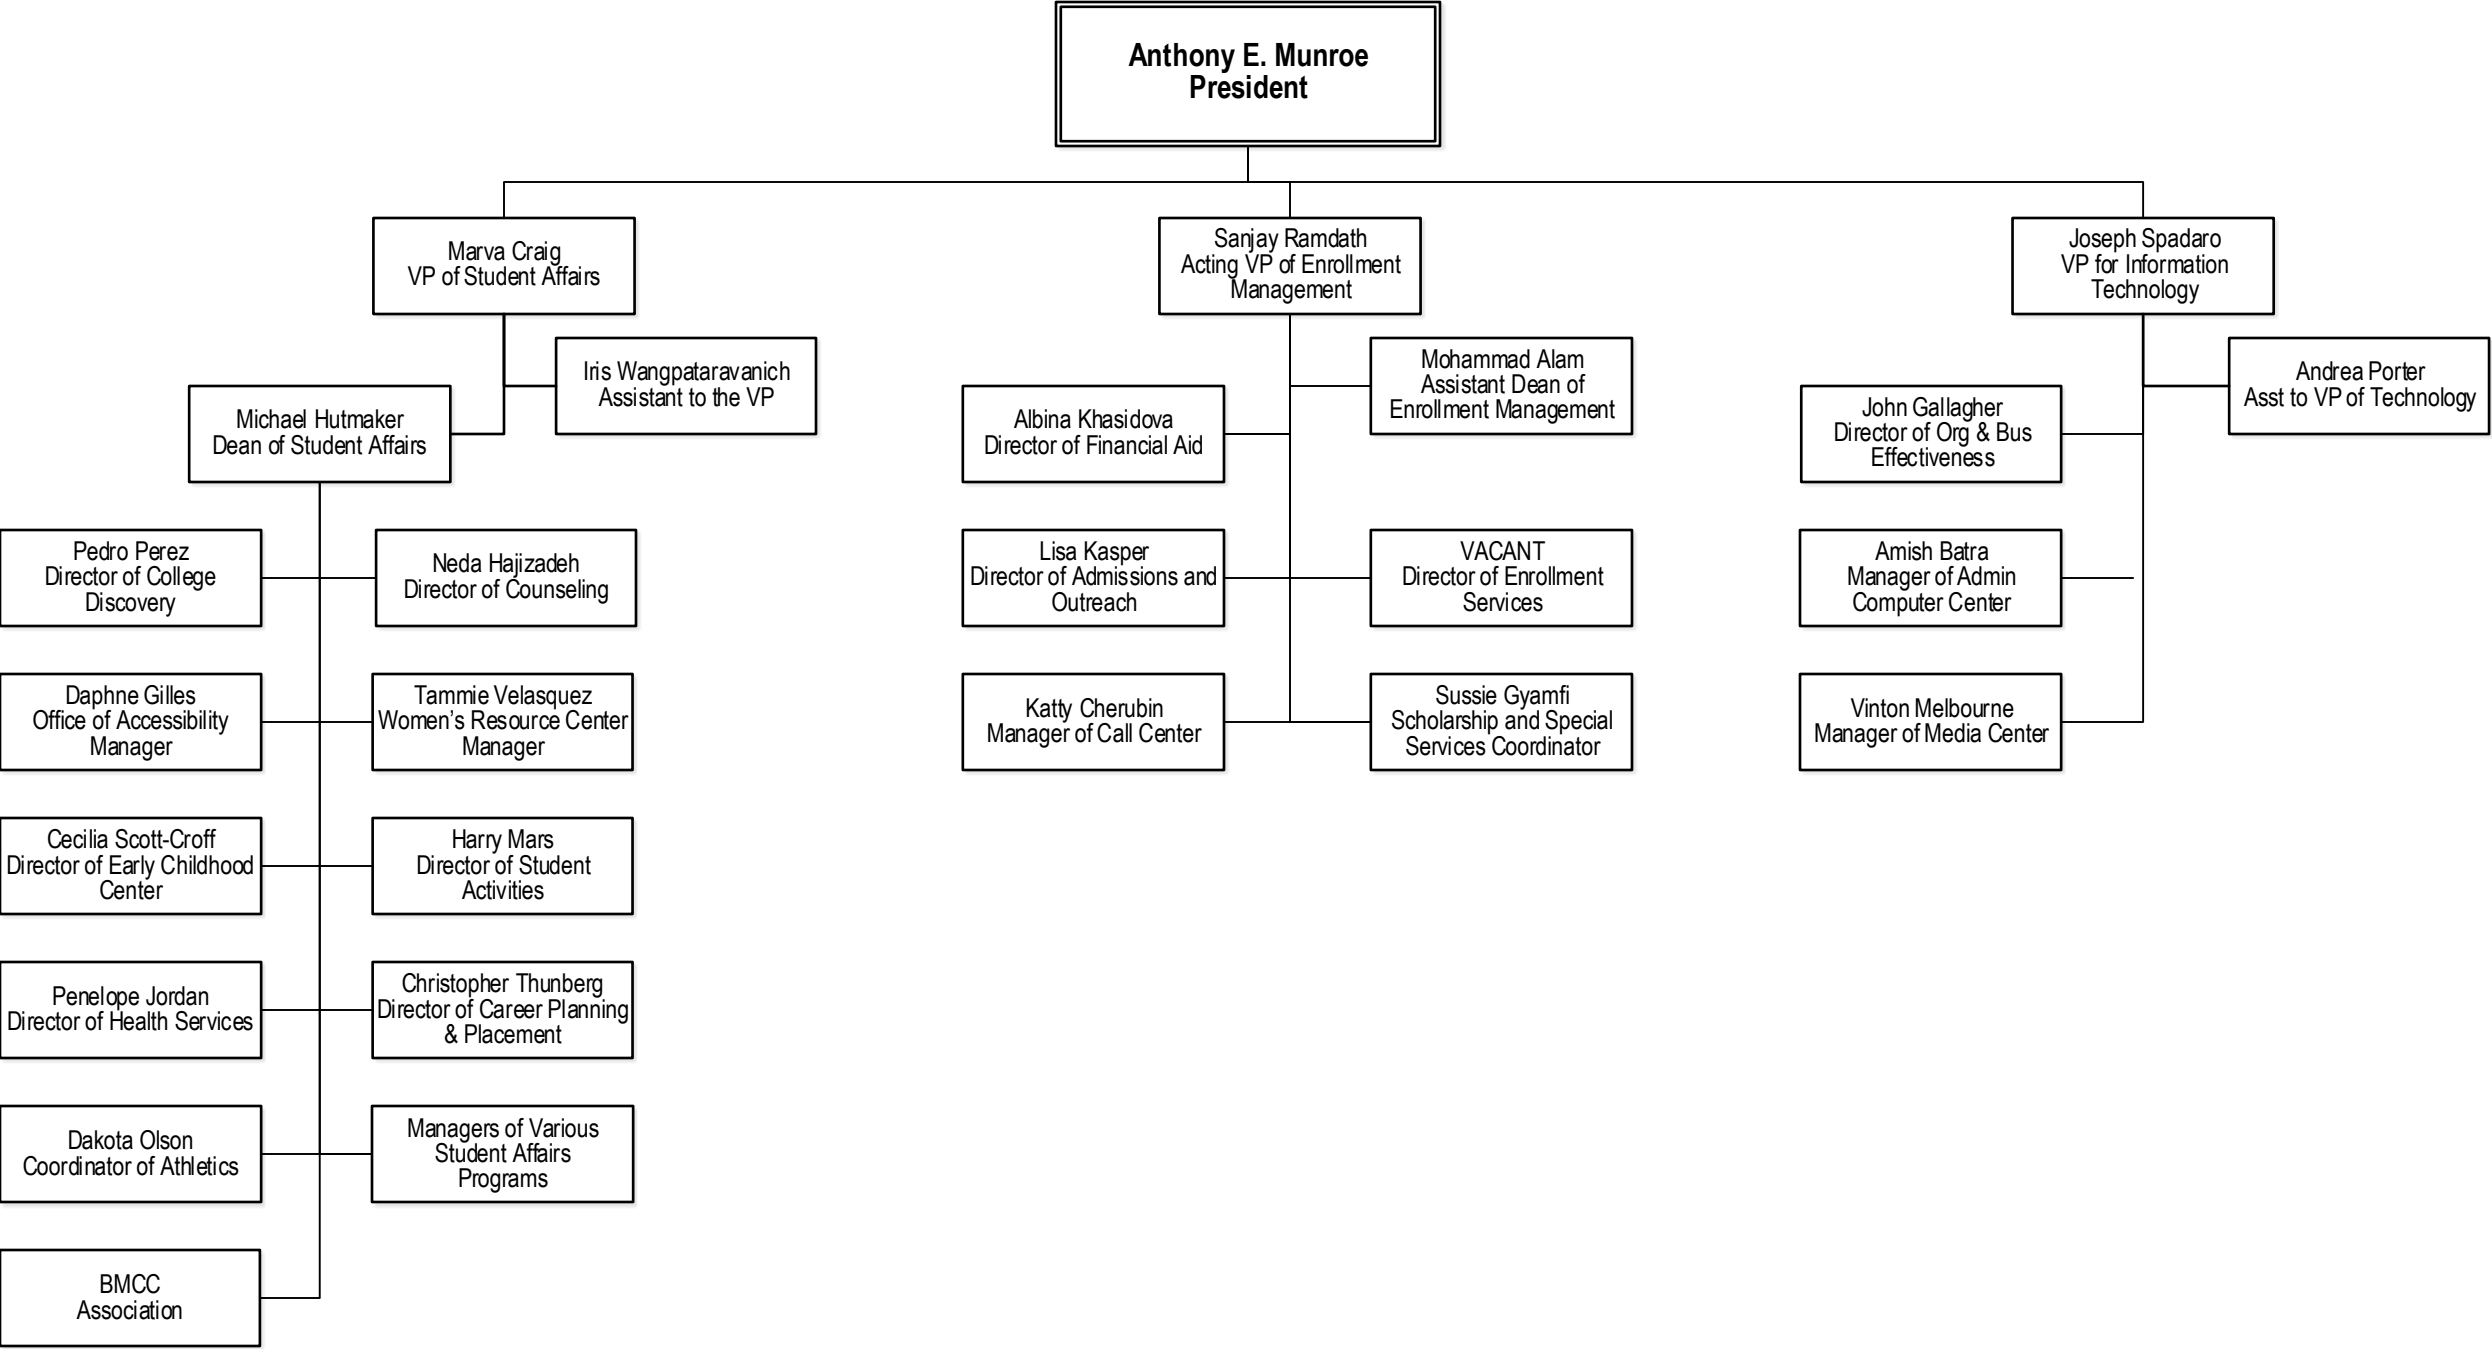 Anthony E. Munroe
President
Marva Craig
VP of Student Affairs
Sanjay Ramdath
Acting VP of Enrollment
Management
Joseph Spadaro
VP for Information
Technology
Iris Wangpataravanich
Assistant to the VP
Michael Hutmaker
Dean of Student Affairs
Mohammad Alam
Assistant Dean of
Enrollment Management
Albina Khasidova
Director of Financial Aid
Andrea Porter
Asst to VP of Technology
John Gallagher
Director of Org & Bus
Effectiveness
Pedro Perez
Director of College
Discovery
Neda Hajizadeh
Director of Counseling
Lisa Kasper
Director of Admissions and
Outreach
VACANT
Director of Enrollment
Services
Amish Batra
Manager of Admin
Computer Center
Daphne Gilles
Office of Accessibility
Manager
Tammie Velasquez
Women’s Resource Center
Manager
Katty Cherubin
Manager of Call Center
Sussie Gyamfi
Scholarship and Special
Services Coordinator
Vinton Melbourne
Manager of Media Center
Cecilia Scott-Croff
Director of Early Childhood
Center
Harry Mars
Director of Student
Activities
Penelope Jordan
Director of Health Services
Christopher Thunberg
Director of Career Planning
& Placement
Dakota Olson
Coordinator of Athletics
Managers of Various
Student Affairs
Programs
BMCC
Association